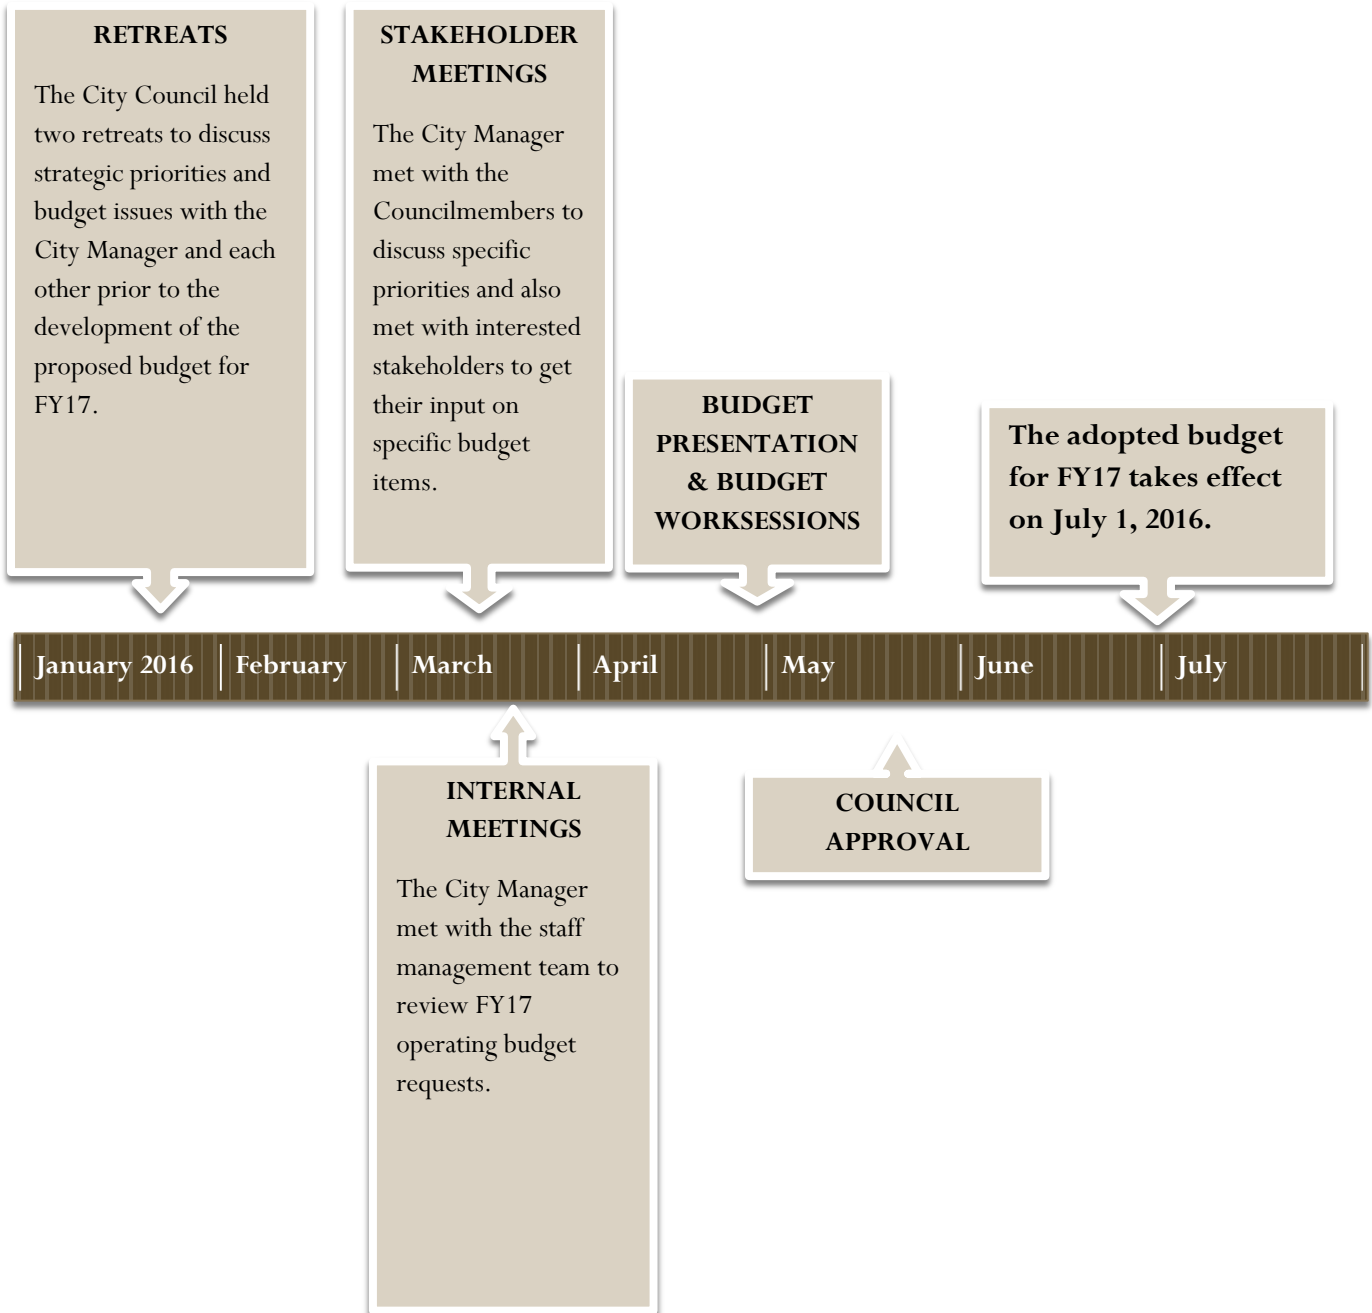 RETREATS
The City Council held
two retreats to discuss
strategic priorities and
budget issues with the
City Manager and each
other prior to the
development of the
proposed budget for
FY17.
STAKEHOLDER
MEETINGS
The City Manager
met with the
Councilmembers to
discuss specific
priorities and also
met with interested
stakeholders to get
their input on
specific budget
items.
BUDGET
PRESENTATION
& BUDGET
WORKSESSIONS
The adopted budget
for FY17 takes effect
on July 1, 2016.
January 2016 February March April May June July
INTERNAL
MEETINGS
The City Manager
met with the staff
management team to
review FY17
operating budget
requests.
COUNCIL
APPROVAL